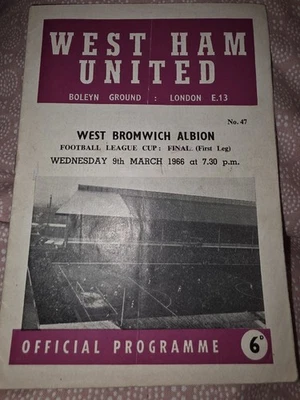 WEST HAM
UNITED
BOLEYN GROUND : LONDON E.13
No. 47
WEST BROMWICH ALBION
FOOTBALL LEAGUE CUP: FINAL (First Leg)
WEDNESDAY 9th MARCH 1966 at 7.30 p.m.
OFFICIAL PROGRAMME 6D